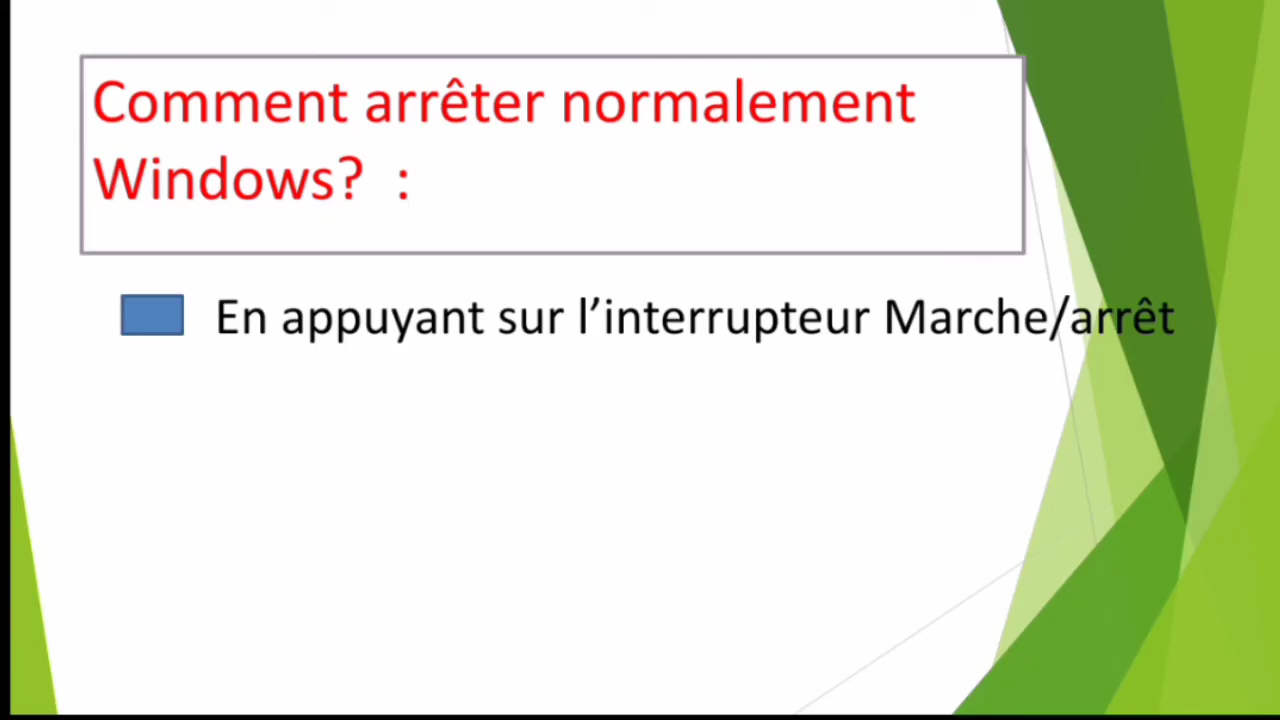 Comment arrêter normalement
Windows?  :
En appuyant sur l’interrupteur Marche/arrêt